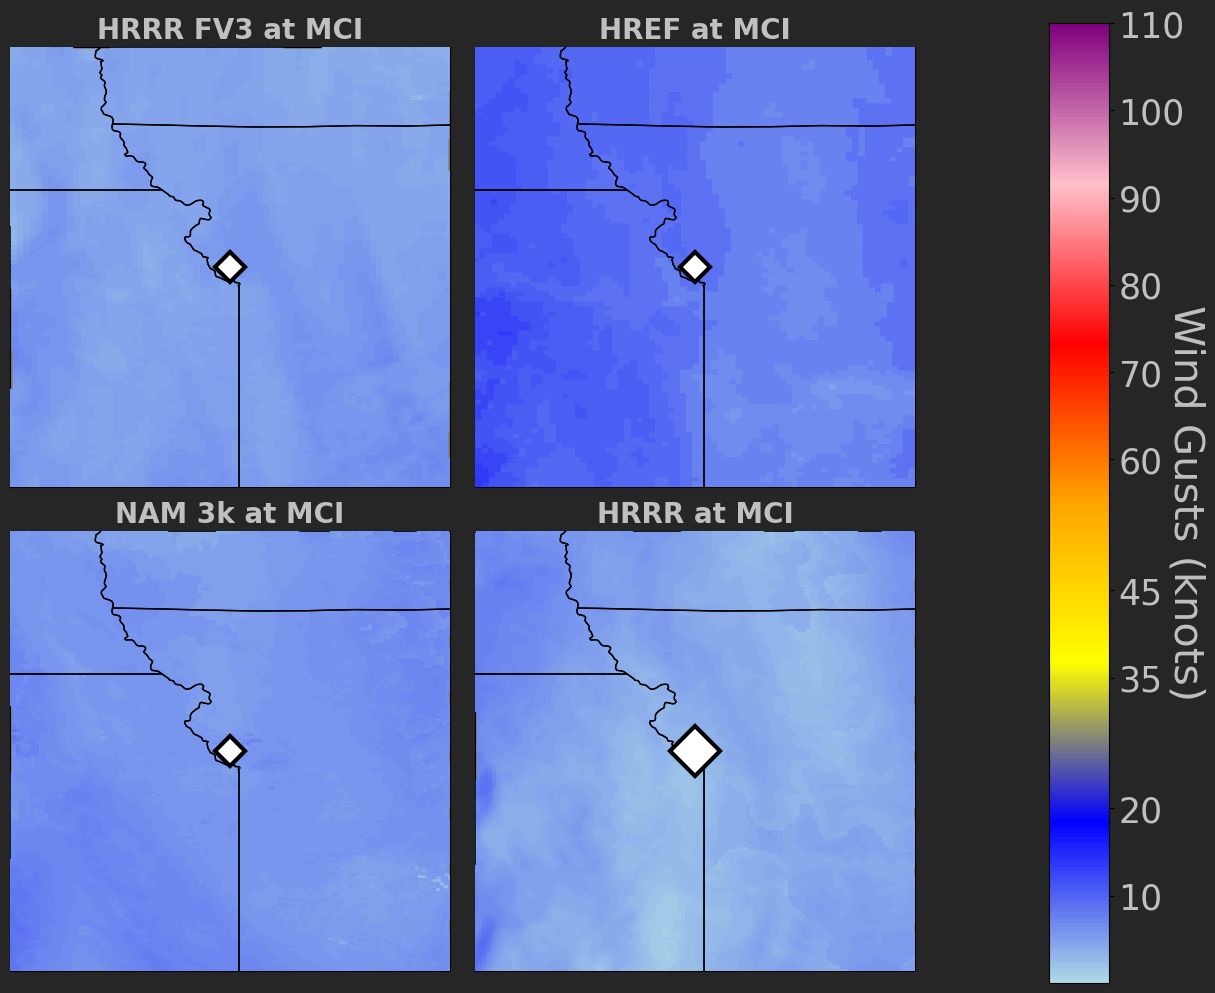 HRRR FV3 at MCI
HREF at MCI
NAM 3k at MCI
HRRR at MCI
110
100
90
80
70
60
45
35
20
10
Wind Gusts (knots)